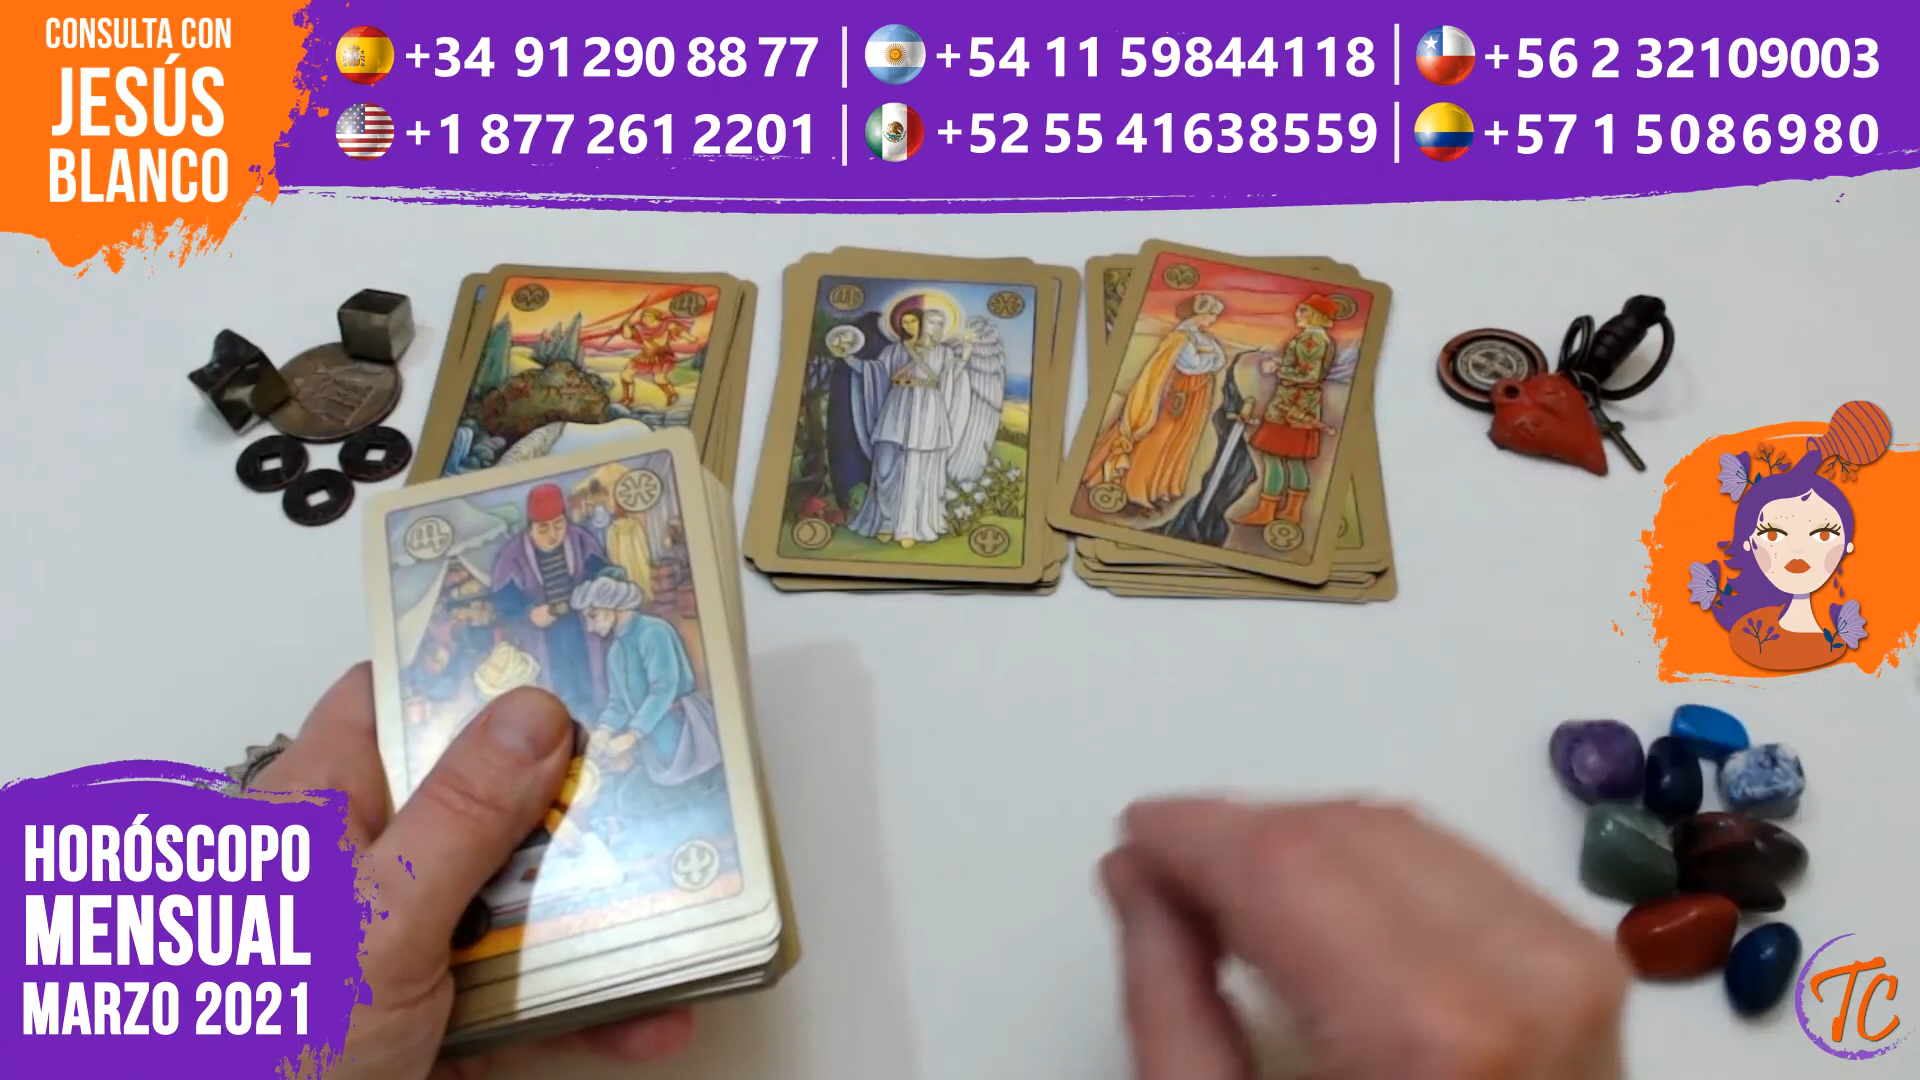 CONSULTA CON
JESÚS
BLANCO
+34 91 290 88 77 | +54 11 59844118 | +56 2 32109003
+1 877 261 2201 | +52 55 41638559 | +57 1 5086980
HORÓSCOPO
MENSUAL
MARZO 2021
TC